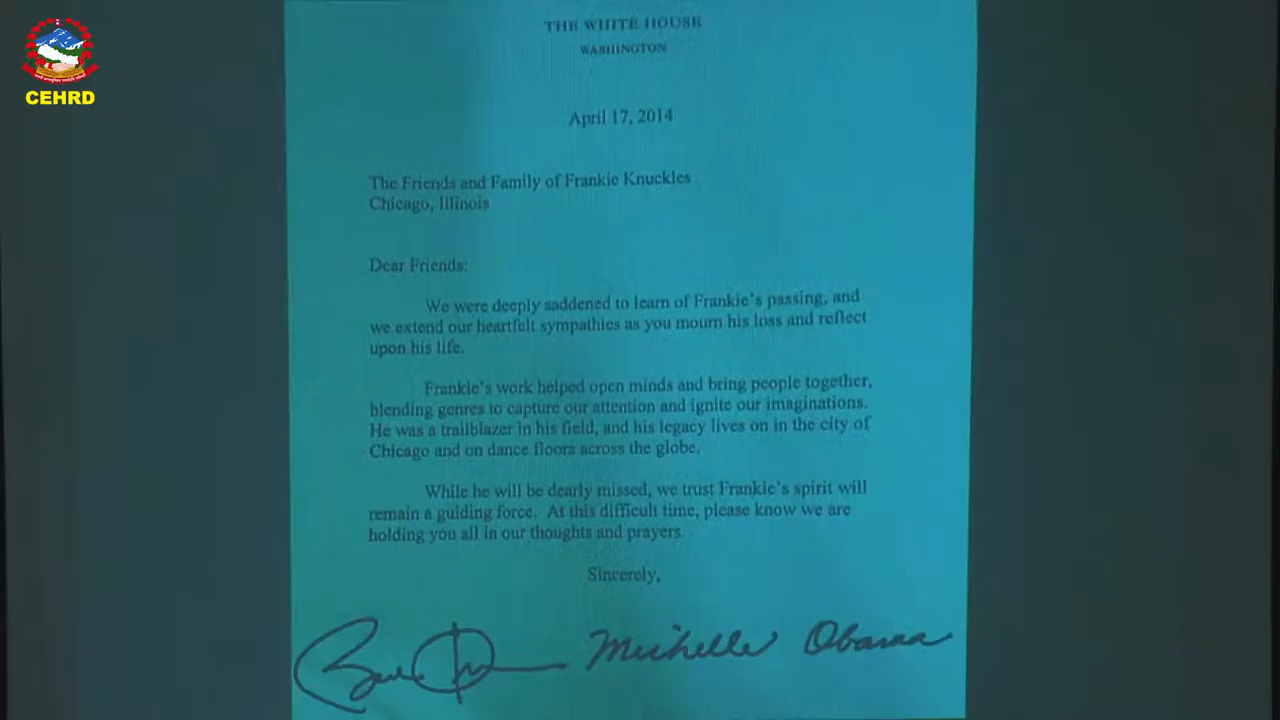 CEHRD
THE WHITE HOUSE
WASHINGTON
April 17, 2014
The Friends and Family of Frankie Knuckles
Chicago, Illinois
Dear Friends:
We were deeply saddened to learn of Frankie's passing, and
we extend our heartfelt sympathies as you mourn his loss and reflect
upon his life.
Frankie's work helped open minds and bring people together,
blending genres to capture our attention and ignite our imaginations.
He was a trailblazer in his field, and his legacy lives on in the city of
Chicago and on dance floors across the globe.
While he will be dearly missed, we trust Frankie's spirit will
remain a guiding force. At this difficult time, please know we are
holding you all in our thoughts and prayers.
Sincerely,
Michelle Obama